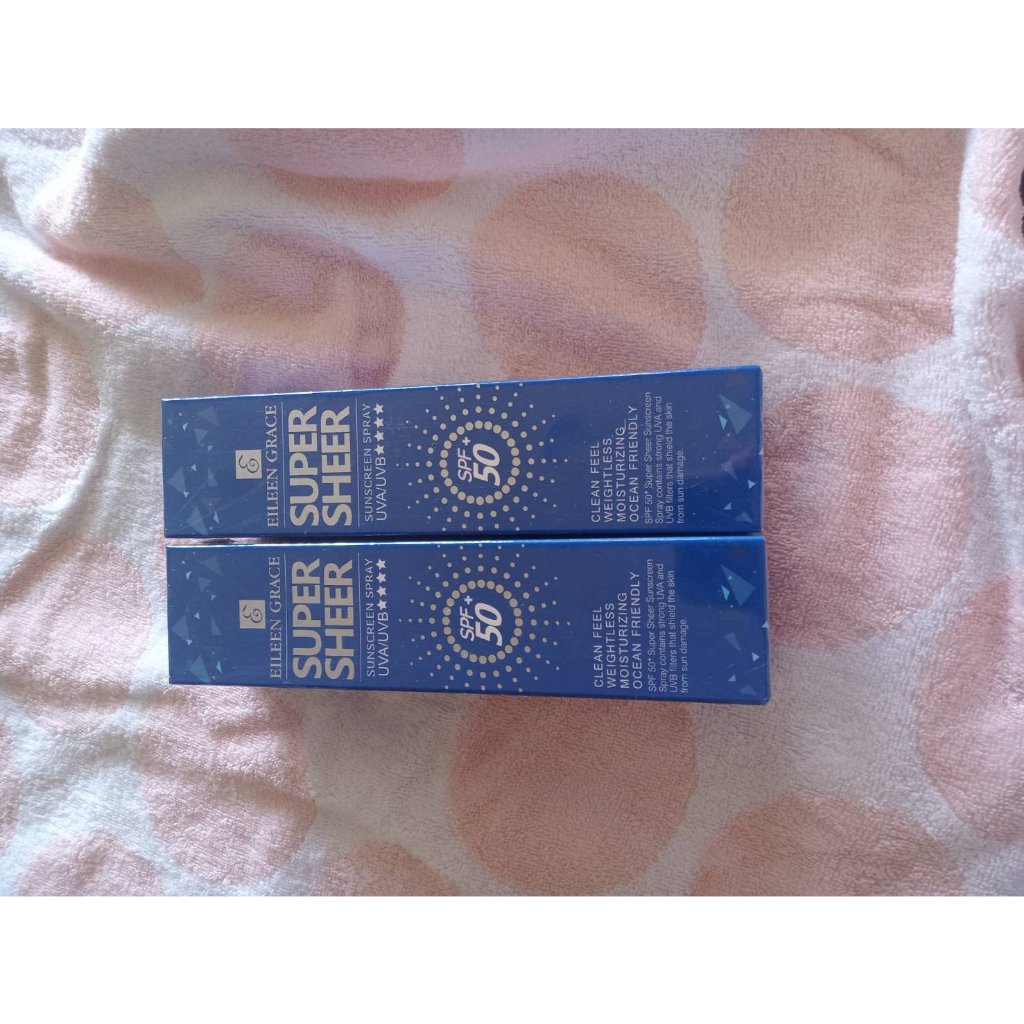 EILEEN GRACE
SUPER
SHEER
SUNSCREEN SPRAY
UVA/UVB★★★★
SPF+
50
CLEAN FEEL
WEIGHTLESS
MOISTURIZING
OCEAN FRIENDLY
SPF 50+ Super Sheer Sunscreen
Spray contains strong UVA and
UVB filters that shield the skin
from sun damage.
EILEEN GRACE
SUPER
SHEER
SUNSCREEN SPRAY
UVA/UVB★★★★
SPF+
50
CLEAN FEEL
WEIGHTLESS
MOISTURIZING
OCEAN FRIENDLY
SPF 50+ Super Sheer Sunscreen
Spray contains strong UVA and
UVB filters that shield the skin
from sun damage.